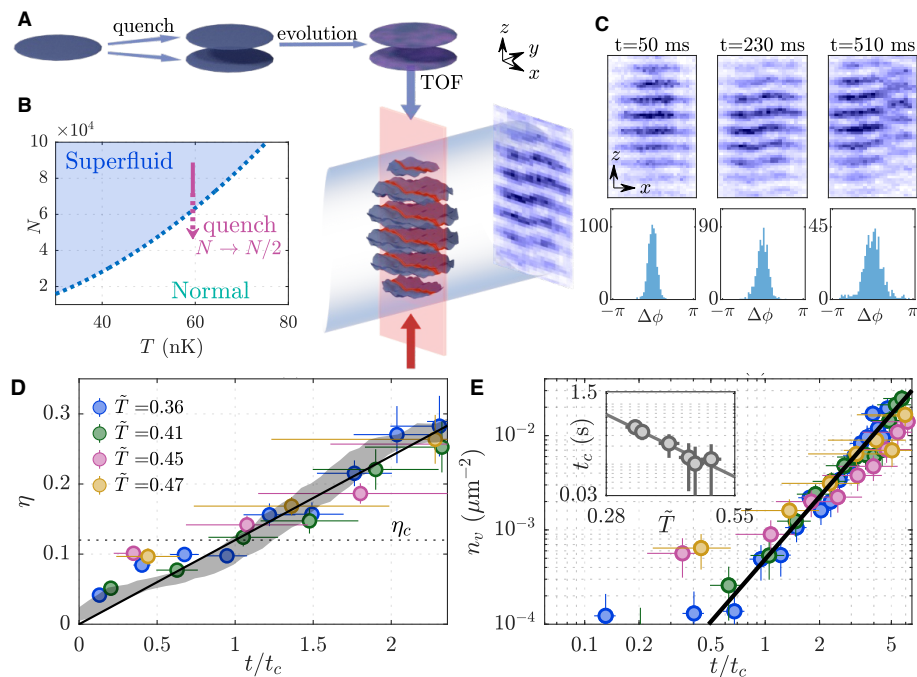 A
quench
evolution
TOF
z
y
x
B
×10⁴
10
8
6
4
2
N
Superfluid
quench
N → N/2
Normal
40
60
80
T (nK)
C
t=50 ms
t=230 ms
t=510 ms
z
x
100
0
−π
Δϕ
π
90
0
−π
Δϕ
π
45
0
−π
Δϕ
π
D
0.3
0.2
0.1
0
η
T̃ =0.36
T̃ =0.41
T̃ =0.45
T̃ =0.47
η_c
0
0.5
1
1.5
2
t/t_c
E
10⁻²
10⁻³
10⁻⁴
n_v (μm⁻²)
1.5
0.03
t_c (s)
0.28
T̃
0.55
0.1
0.2
0.5
1
2
5
t/t_c